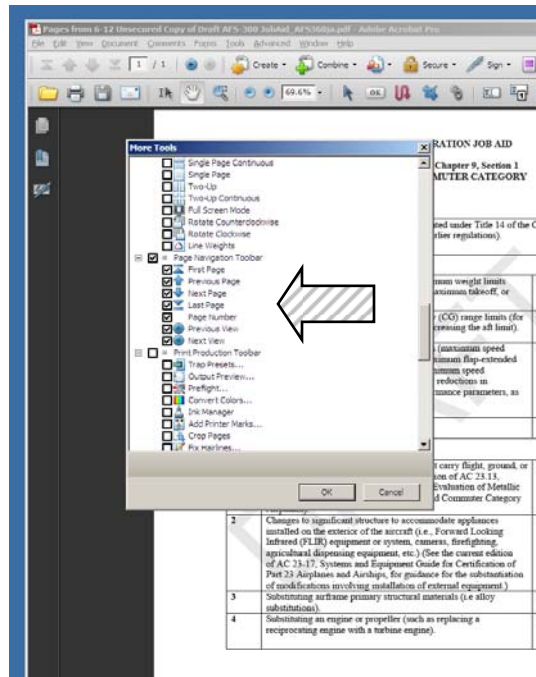 Pages from 6-12 Unsecured Copy of Draft AFS-300 JobAid_AFS360ja.pdf - Adobe Acrobat Pro
File Edit View Document Comments Forms Tools Advanced Window Help
1 / 1 Create Combine Secure Sign
69.6%
RATION JOB AID
More Tools
Chapter 9, Section 1
MUTER CATEGORY
Single Page Continuous
Single Page
Two-Up
Two-Up Continuous
Full Screen Mode
Rotate Counterclockwise
Rotate Clockwise
Line Weights
ted under Title 14 of the C
rlier regulations).
Page Navigation Toolbar
First Page
Previous Page
Next Page
Last Page
Page Number
Previous View
Next View
mum weight limits
maximum takeoff, or
(CG) range limits (for
creasing the aft limit).
Print Production Toolbar
Trap Presets...
Output Preview...
Preflight...
Convert Colors...
Ink Manager
Add Printer Marks...
Crop Pages
Fix Hairlines...
(maximum speed
ximum flap-extended
nimum speed
reductions in
mance parameters, as
OK Cancel
t carry flight, ground, or
ion of AC 23.13,
Evaluation of Metallic
d Commuter Category
2 Changes to significant structure to accommodate appliances
installed on the exterior of the aircraft (i.e., Forward Looking
Infrared (FLIR) equipment or system, cameras, firefighting,
agricultural dispensing equipment, etc.) (See the current edition
of AC 23-17, Systems and Equipment Guide for Certification of
Part 23 Airplanes and Airships, for guidance for the substantiation
of modifications involving installation of external equipment.)
3 Substituting airframe primary structural materials (i.e alloy
substitutions).
4 Substituting an engine or propeller (such as replacing a
reciprocating engine with a turbine engine).